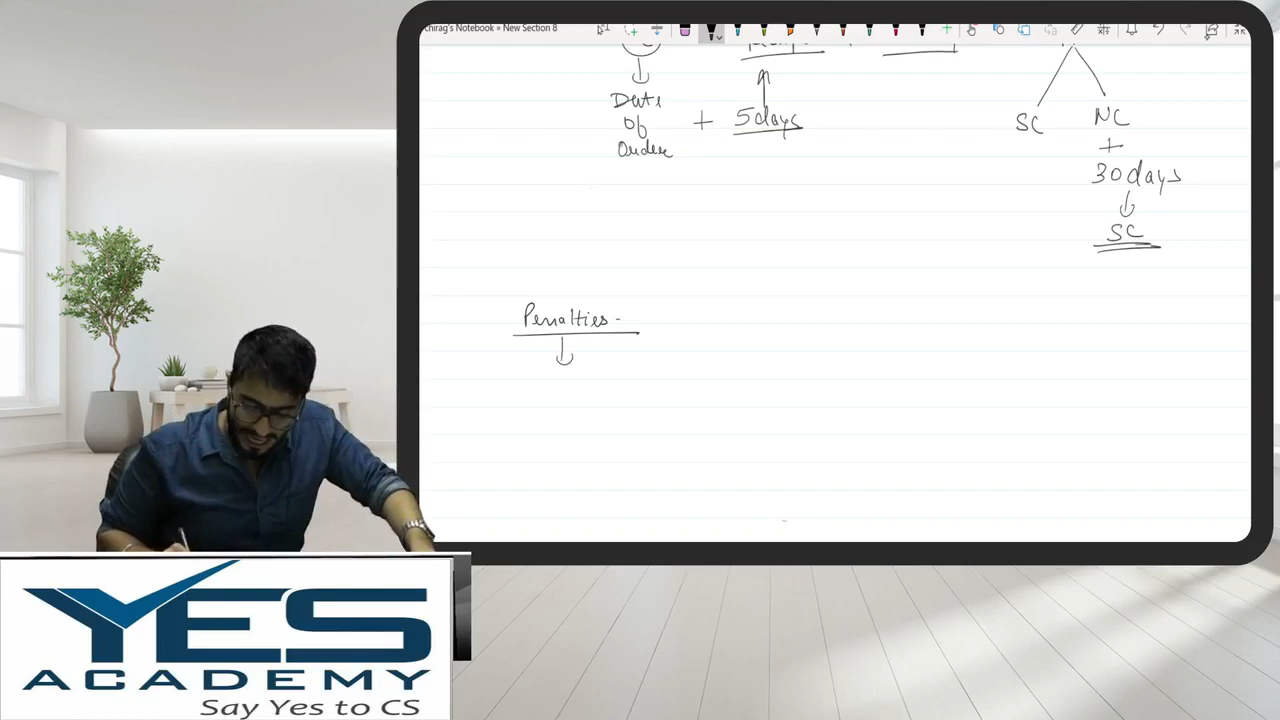 chirag's Notebook » New Section 8
Date
Of
Order
+
5days
SC
NC
+
30days
SC
Penalties -
YES
ACADEMY
Say Yes to CS